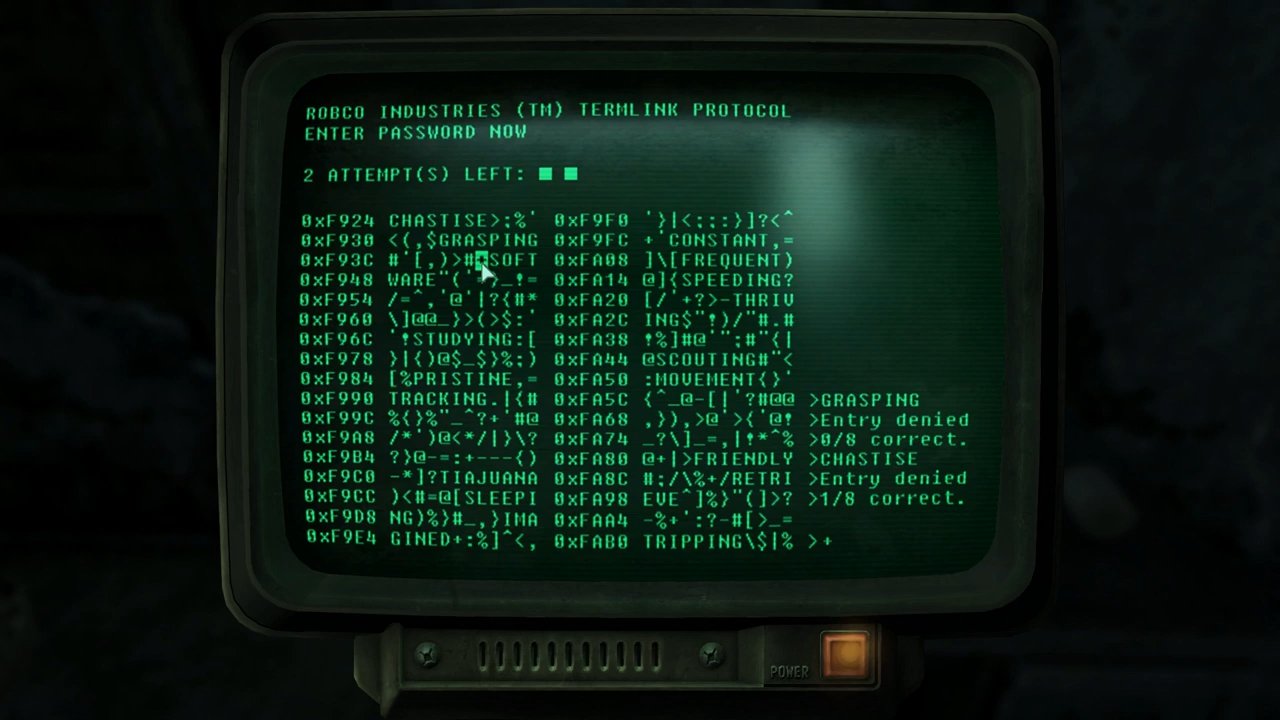 ROBCO INDUSTRIES (TM) TERMLINK PROTOCOL
ENTER PASSWORD NOW
2 ATTEMPT(S) LEFT: ■ ■
0xF924 CHASTISE>;%' 0xF9F0 '}|<;:;}]?<^
0xF930 <(,$GRASPING 0xF9FC +'CONSTANT,=
0xF93C #'[,)>#+SOFT 0xFA08 ]\[FREQUENT)
0xF948 WARE"('*}_!= 0xFA14 @]{SPEEDING?
0xF954 /=^,'@'|?{#* 0xFA20 [/'+?>-THRIV
0xF960 \]@@_}>(>$:' 0xFA2C ING$"!)/"#.#
0xF96C '!STUDYING:[ 0xFA38 !%]#@'";#"{|
0xF978 }|{)@$_$}%;) 0xFA44 @SCOUTING#"<
0xF984 [%PRISTINE,= 0xFA50 :MOVEMENT{}'
0xF990 TRACKING.|{# 0xFA5C {^_@-[|'?#@@ >GRASPING
0xF99C %{}%"_^?+'#@ 0xFA68 ,}),>@'>{'@! >Entry denied
0xF9A8 /*')@<*/|}\? 0xFA74 _?\]_=,|!*^% >0/8 correct.
0xF9B4 ?}@-=:+---{) 0xFA80 @+|>FRIENDLY >CHASTISE
0xF9C0 -*]?TIAJUANA 0xFA8C #;/\%+/RETRI >Entry denied
0xF9CC )<#=@[SLEEPI 0xFA98 EVE^]%}"(]>? >1/8 correct.
0xF9D8 NG)%}#_,}IMA 0xFAA4 -%+':?-#[>_=
0xF9E4 GINED+:%]^<, 0xFAB0 TRIPPING\$|% >+
POWER